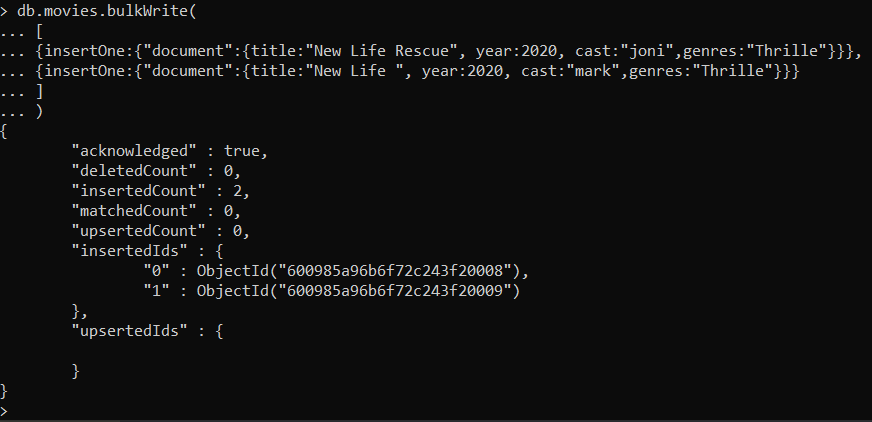 > db.movies.bulkWrite(
... [
... {insertOne:{"document":{title:"New Life Rescue", year:2020, cast:"joni",genres:"Thrille"}}},
... {insertOne:{"document":{title:"New Life ", year:2020, cast:"mark",genres:"Thrille"}}}
... ]
... )
{
        "acknowledged" : true,
        "deletedCount" : 0,
        "insertedCount" : 2,
        "matchedCount" : 0,
        "upsertedCount" : 0,
        "insertedIds" : {
                "0" : ObjectId("600985a96b6f72c243f20008"),
                "1" : ObjectId("600985a96b6f72c243f20009")
        },
        "upsertedIds" : {

        }
}
>